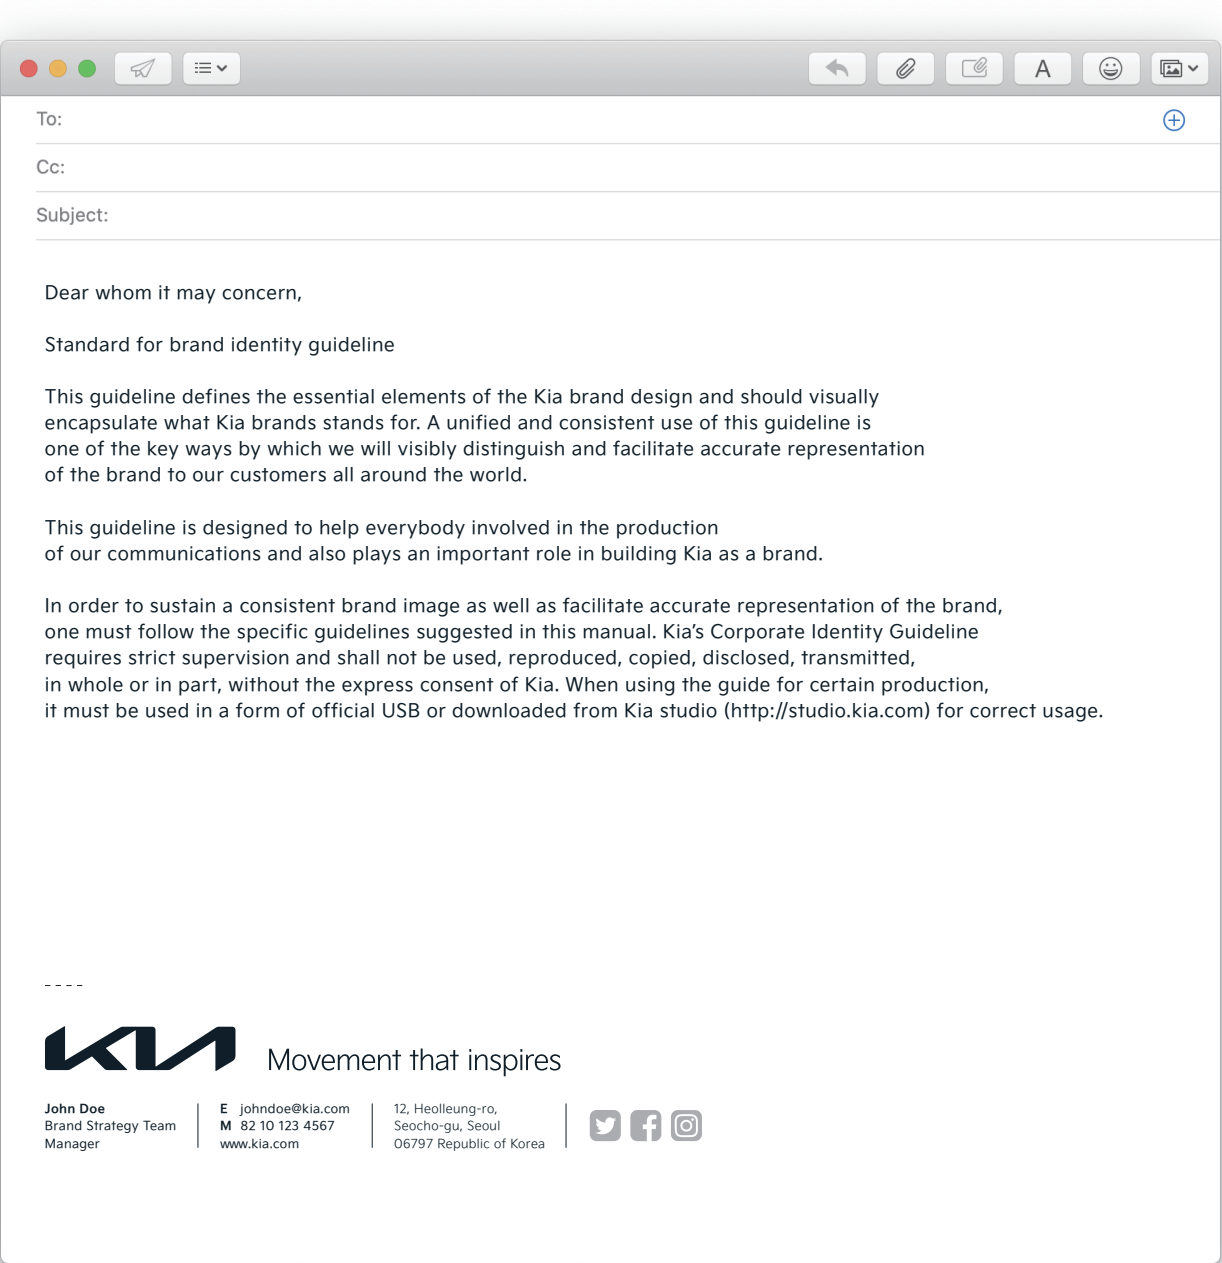 To:
Cc:
Subject:
Dear whom it may concern,
Standard for brand identity guideline
This guideline defines the essential elements of the Kia brand design and should visually
encapsulate what Kia brands stands for. A unified and consistent use of this guideline is
one of the key ways by which we will visibly distinguish and facilitate accurate representation
of the brand to our customers all around the world.
This guideline is designed to help everybody involved in the production
of our communications and also plays an important role in building Kia as a brand.
In order to sustain a consistent brand image as well as facilitate accurate representation of the brand,
one must follow the specific guidelines suggested in this manual. Kia’s Corporate Identity Guideline
requires strict supervision and shall not be used, reproduced, copied, disclosed, transmitted,
in whole or in part, without the express consent of Kia. When using the guide for certain production,
it must be used in a form of official USB or downloaded from Kia studio (http://studio.kia.com) for correct usage.
----
KIA Movement that inspires
John Doe
Brand Strategy Team
Manager
E johndoe@kia.com
M 82 10 123 4567
www.kia.com
12, Heolleung-ro,
Seocho-gu, Seoul
06797 Republic of Korea